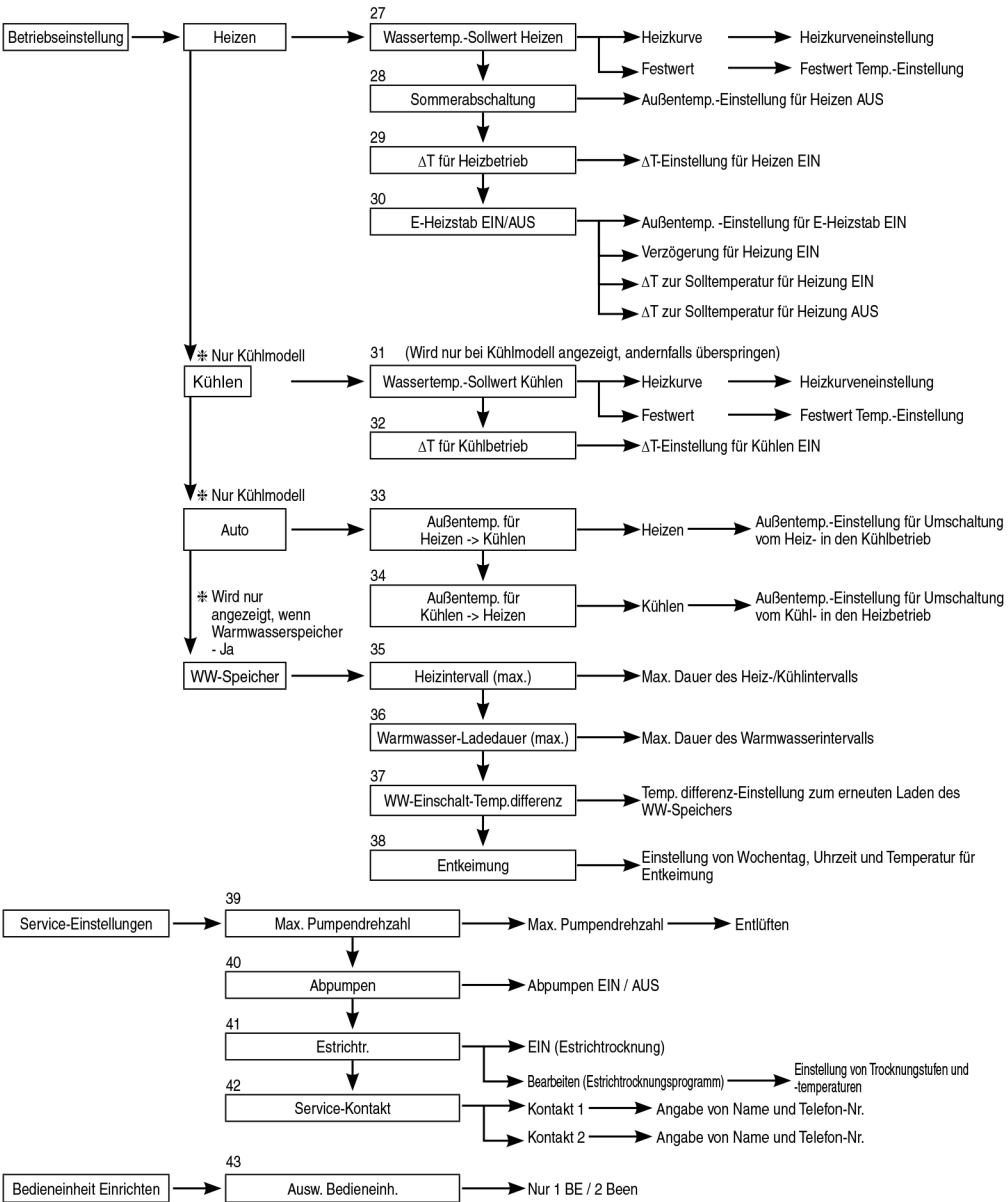 27
Betriebseinstellung
Heizen
Wassertemp.-Sollwert Heizen
Heizkurve
Heizkurveneinstellung
Festwert
Festwert Temp.-Einstellung
28
Sommerabschaltung
Außentemp.-Einstellung für Heizen AUS
29
ΔT für Heizbetrieb
ΔT-Einstellung für Heizen EIN
30
E-Heizstab EIN/AUS
Außentemp. -Einstellung für E-Heizstab EIN
Verzögerung für Heizung EIN
ΔT zur Solltemperatur für Heizung EIN
ΔT zur Solltemperatur für Heizung AUS
❉ Nur Kühlmodell
31 (Wird nur bei Kühlmodell angezeigt, andernfalls überspringen)
Kühlen
Wassertemp.-Sollwert Kühlen
Heizkurve
Heizkurveneinstellung
Festwert
Festwert Temp.-Einstellung
32
ΔT für Kühlbetrieb
ΔT-Einstellung für Kühlen EIN
❉ Nur Kühlmodell
33
Auto
Außentemp. für
Heizen -> Kühlen
Heizen
Außentemp.-Einstellung für Umschaltung
vom Heiz- in den Kühlbetrieb
34
Außentemp. für
Kühlen -> Heizen
Kühlen
Außentemp.-Einstellung für Umschaltung
vom Kühl- in den Heizbetrieb
❉ Wird nur
angezeigt, wenn
Warmwasserspeicher
- Ja
35
WW-Speicher
Heizintervall (max.)
Max. Dauer des Heiz-/Kühlintervalls
36
Warmwasser-Ladedauer (max.)
Max. Dauer des Warmwasserintervalls
37
WW-Einschalt-Temp.differenz
Temp. differenz-Einstellung zum erneuten Laden des
WW-Speichers
38
Entkeimung
Einstellung von Wochentag, Uhrzeit und Temperatur für
Entkeimung
39
Service-Einstellungen
Max. Pumpendrehzahl
Max. Pumpendrehzahl
Entlüften
40
Abpumpen
Abpumpen EIN / AUS
41
Estrichtr.
EIN (Estrichtrocknung)
Bearbeiten (Estrichtrocknungsprogramm)
Einstellung von Trocknungstufen und
-temperaturen
42
Service-Kontakt
Kontakt 1
Angabe von Name und Telefon-Nr.
Kontakt 2
Angabe von Name und Telefon-Nr.
43
Bedieneinheit Einrichten
Ausw. Bedieneinh.
Nur 1 BE / 2 Been